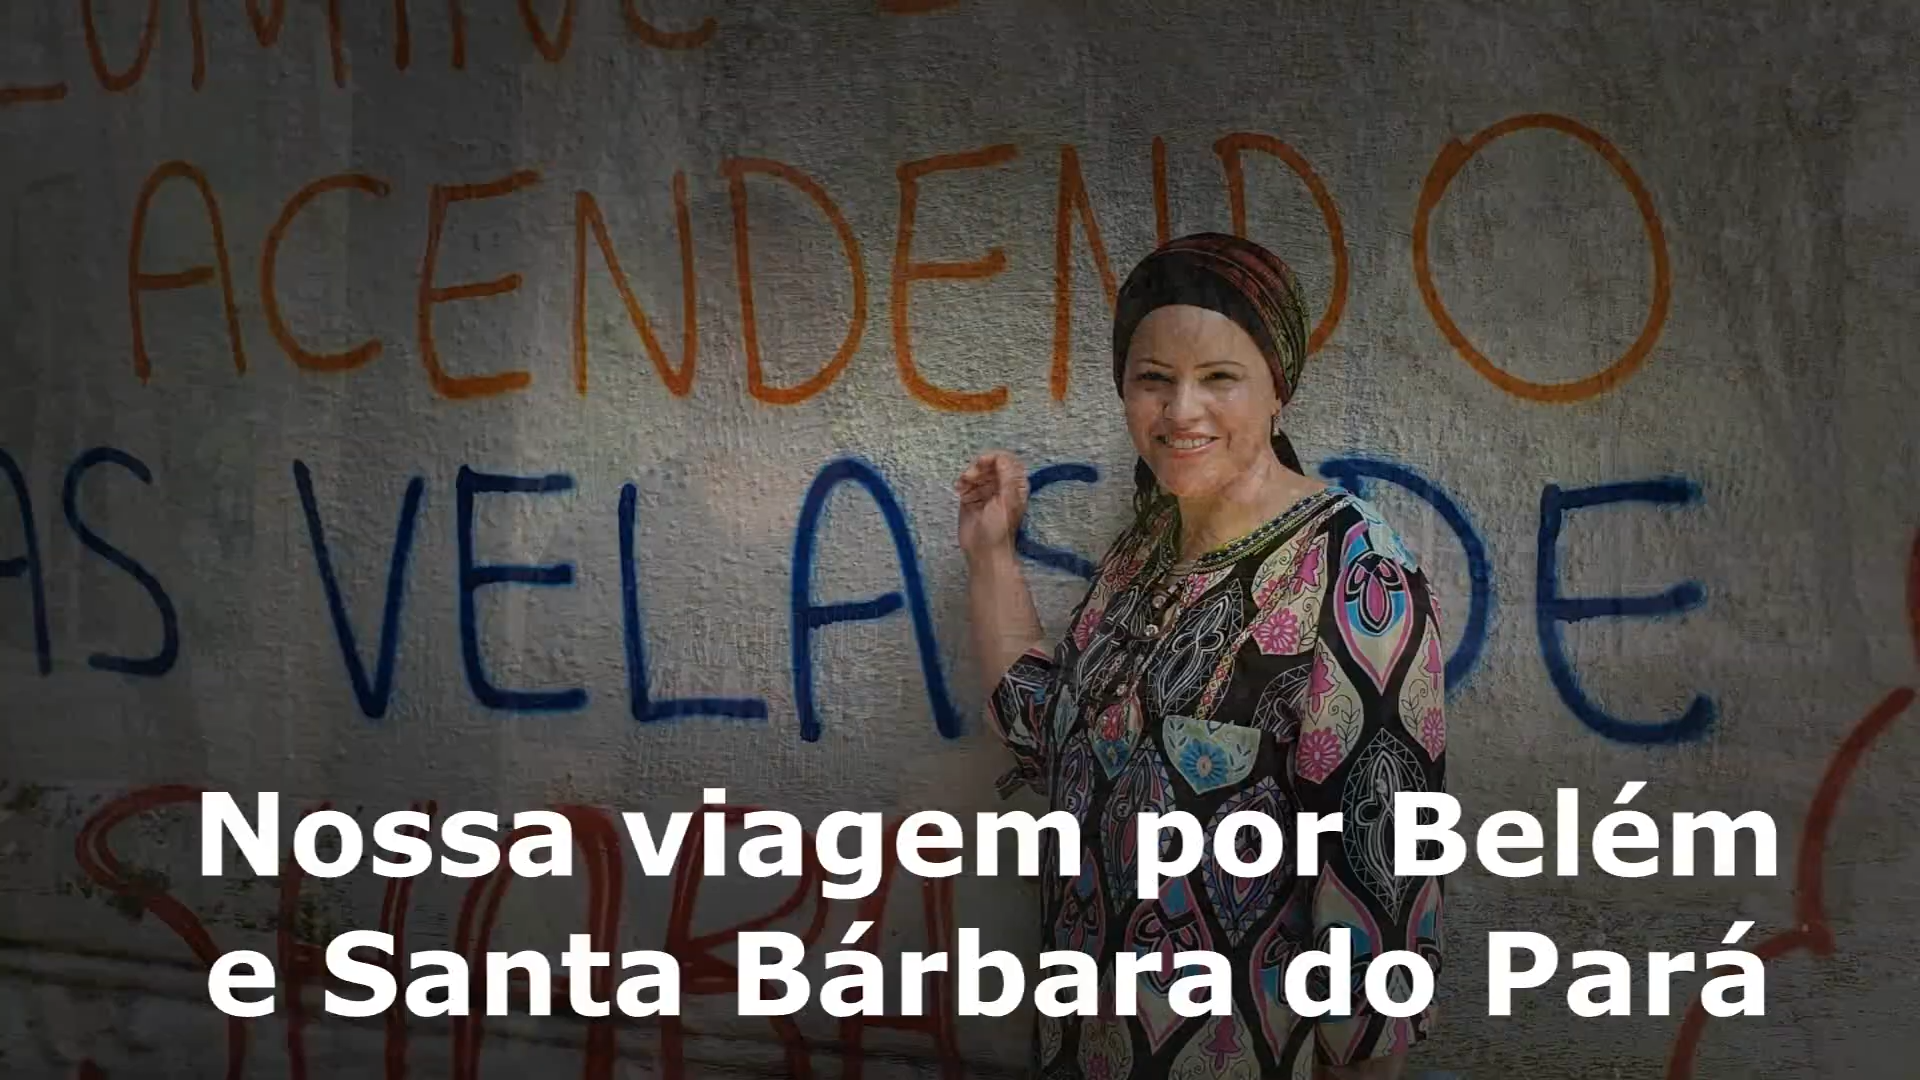 ACENDENDO
AS VELAS DE
Nossa viagem por Belém
e Santa Bárbara do Pará